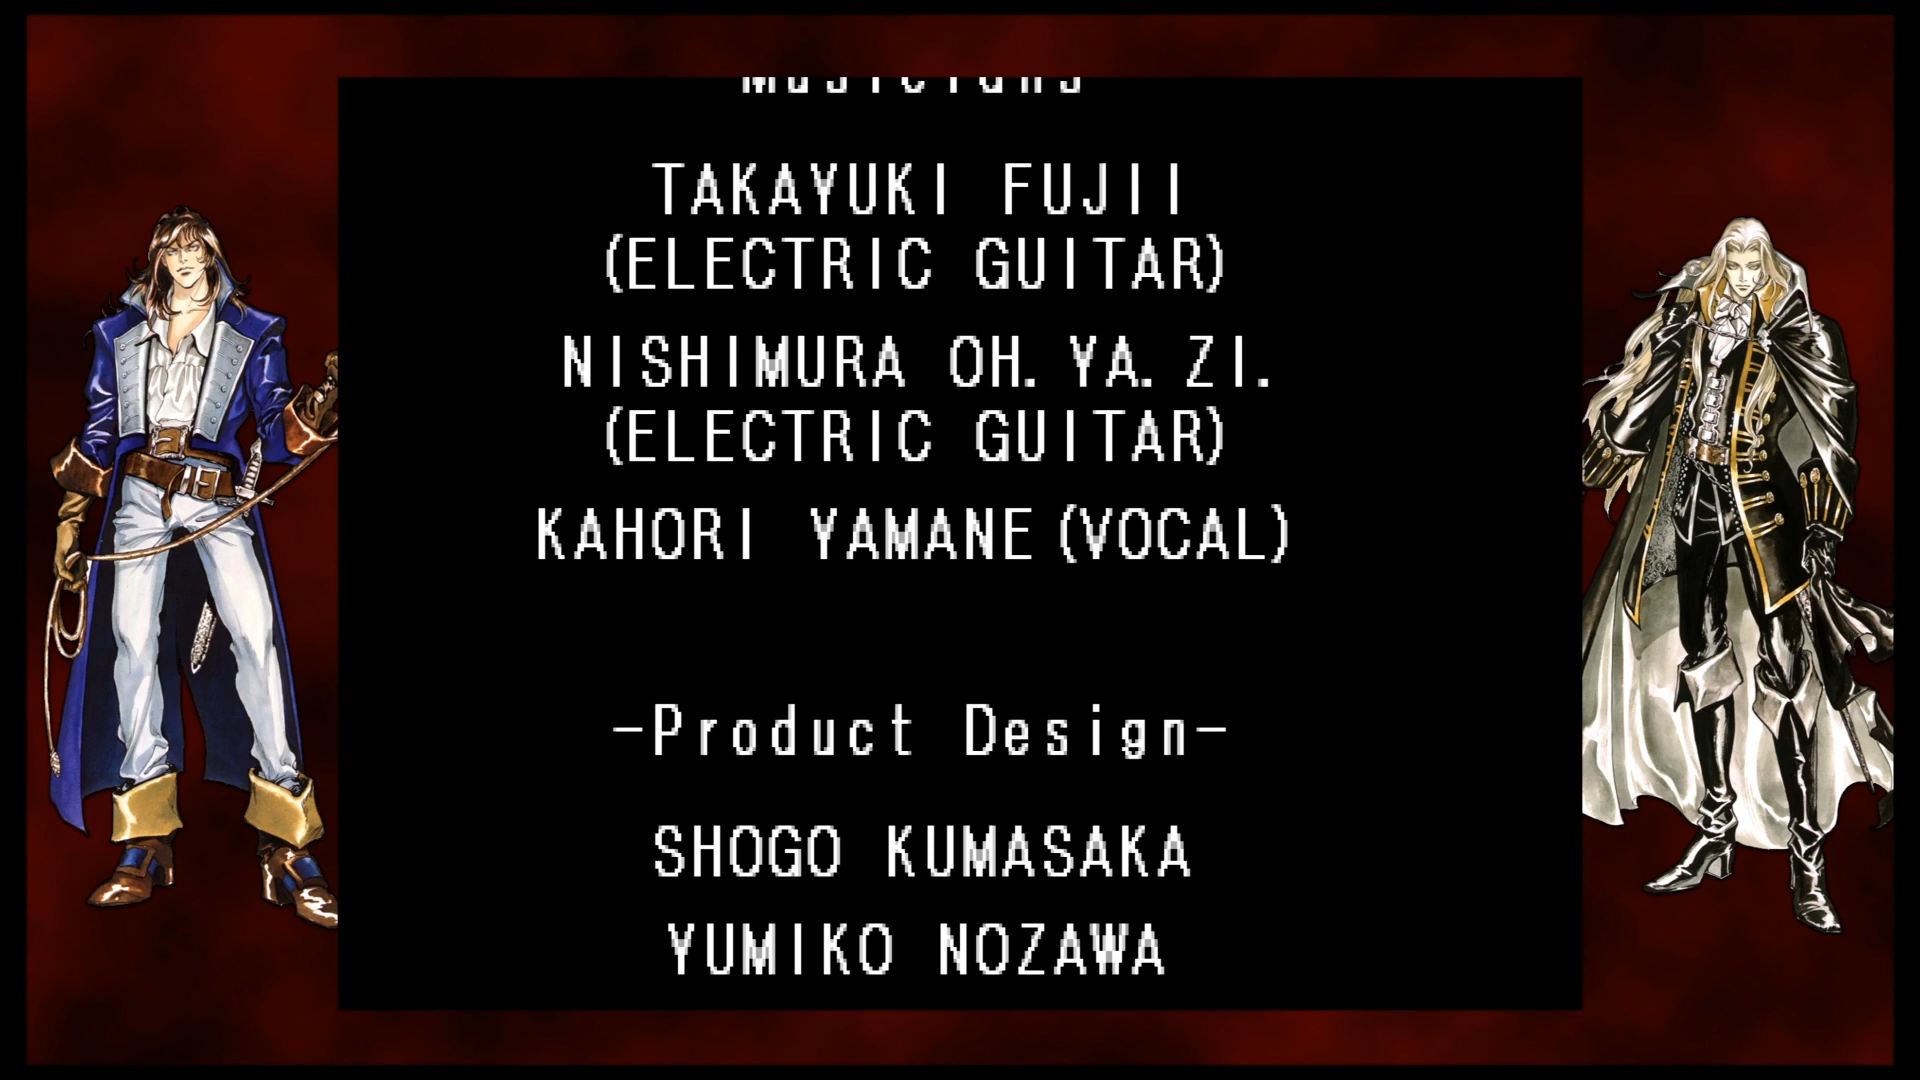 Musicians
TAKAYUKI FUJII
(ELECTRIC GUITAR)
NISHIMURA OH. YA. ZI.
(ELECTRIC GUITAR)
KAHORI YAMANE (VOCAL)
-Product Design-
SHOGO KUMASAKA
YUMIKO NOZAWA